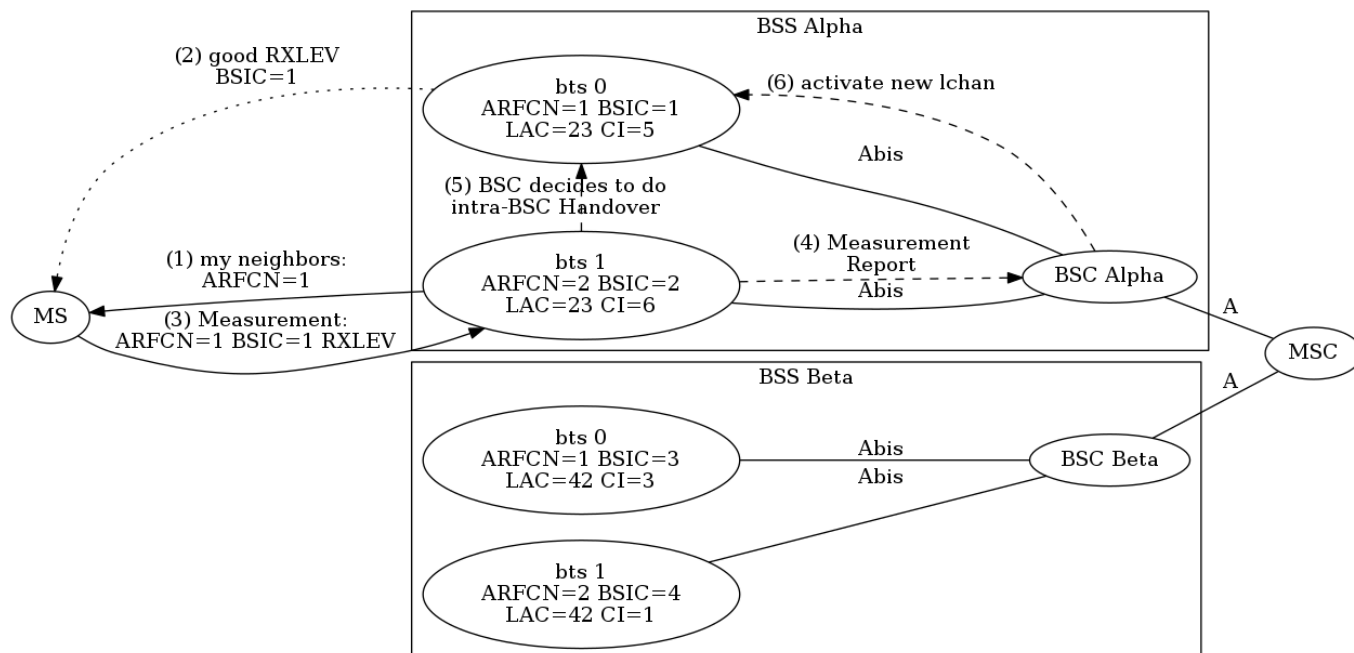 BSS Alpha
(2) good RXLEV
BSIC=1
bts 0
ARFCN=1 BSIC=1
LAC=23 CI=5
(6) activate new lchan
Abis
(5) BSC decides to do
intra-BSC Handover
(1) my neighbors:
ARFCN=1
bts 1
ARFCN=2 BSIC=2
LAC=23 CI=6
(4) Measurement
Report
Abis
BSC Alpha
MS
(3) Measurement:
ARFCN=1 BSIC=1 RXLEV
A
MSC
A
BSS Beta
bts 0
ARFCN=1 BSIC=3
LAC=42 CI=3
Abis
Abis
BSC Beta
bts 1
ARFCN=2 BSIC=4
LAC=42 CI=1